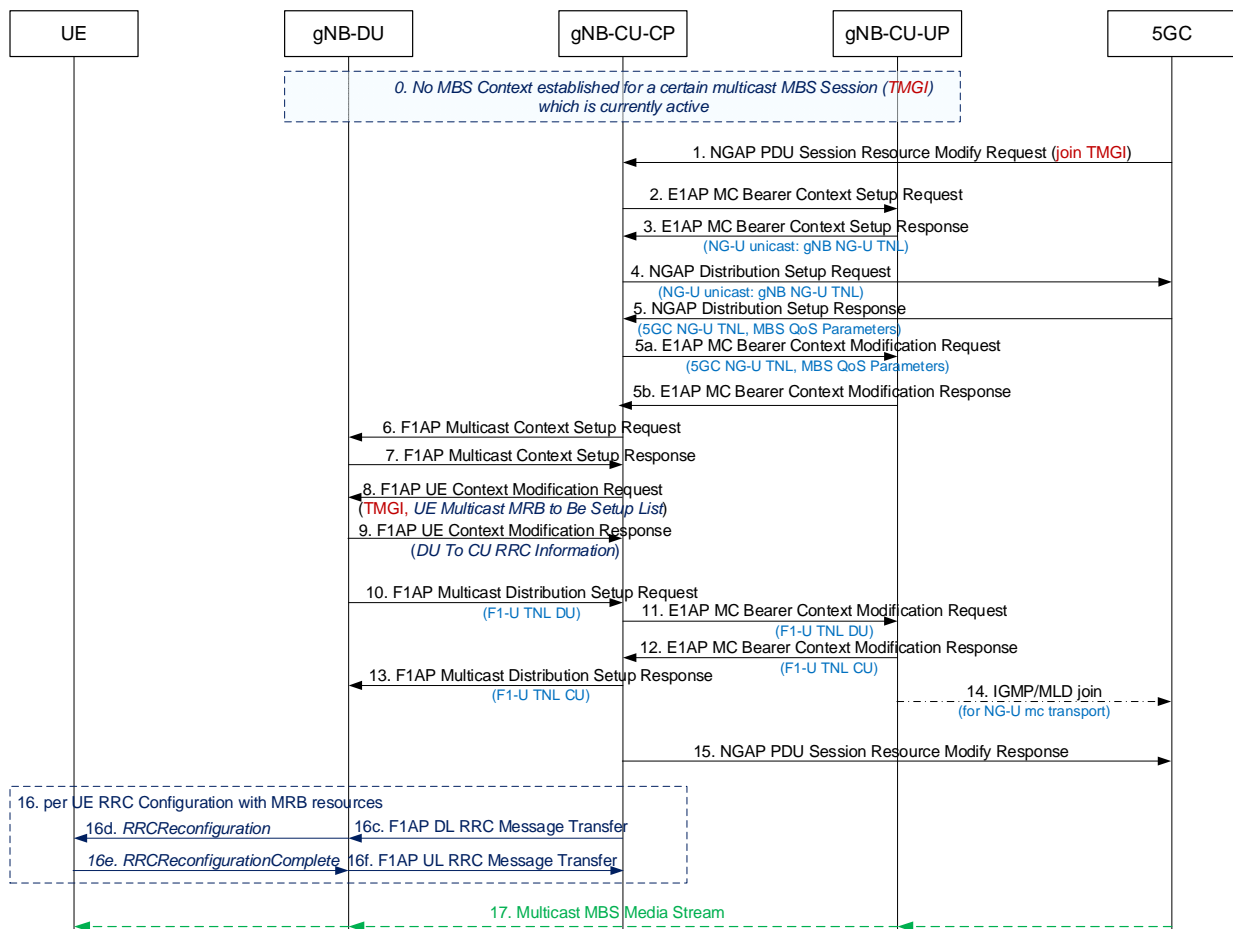 UE
gNB-DU
gNB-CU-CP
gNB-CU-UP
5GC
0. No MBS Context established for a certain multicast MBS Session (TMGI)
which is currently active
1. NGAP PDU Session Resource Modify Request (join TMGI)
2. E1AP MC Bearer Context Setup Request
3. E1AP MC Bearer Context Setup Response
(NG-U unicast: gNB NG-U TNL)
4. NGAP Distribution Setup Request
(NG-U unicast: gNB NG-U TNL)
5. NGAP Distribution Setup Response
(5GC NG-U TNL, MBS QoS Parameters)
5a. E1AP MC Bearer Context Modification Request
(5GC NG-U TNL, MBS QoS Parameters)
5b. E1AP MC Bearer Context Modification Response
6. F1AP Multicast Context Setup Request
7. F1AP Multicast Context Setup Response
8. F1AP UE Context Modification Request
(TMGI, UE Multicast MRB to Be Setup List)
9. F1AP UE Context Modification Response
(DU To CU RRC Information)
10. F1AP Multicast Distribution Setup Request
(F1-U TNL DU)
11. E1AP MC Bearer Context Modification Request
(F1-U TNL DU)
12. E1AP MC Bearer Context Modification Response
(F1-U TNL CU)
13. F1AP Multicast Distribution Setup Response
(F1-U TNL CU)
14. IGMP/MLD join
(for NG-U mc transport)
15. NGAP PDU Session Resource Modify Response
16. per UE RRC Configuration with MRB resources
16d. RRCReconfiguration
16c. F1AP DL RRC Message Transfer
16e. RRCReconfigurationComplete
16f. F1AP UL RRC Message Transfer
17. Multicast MBS Media Stream